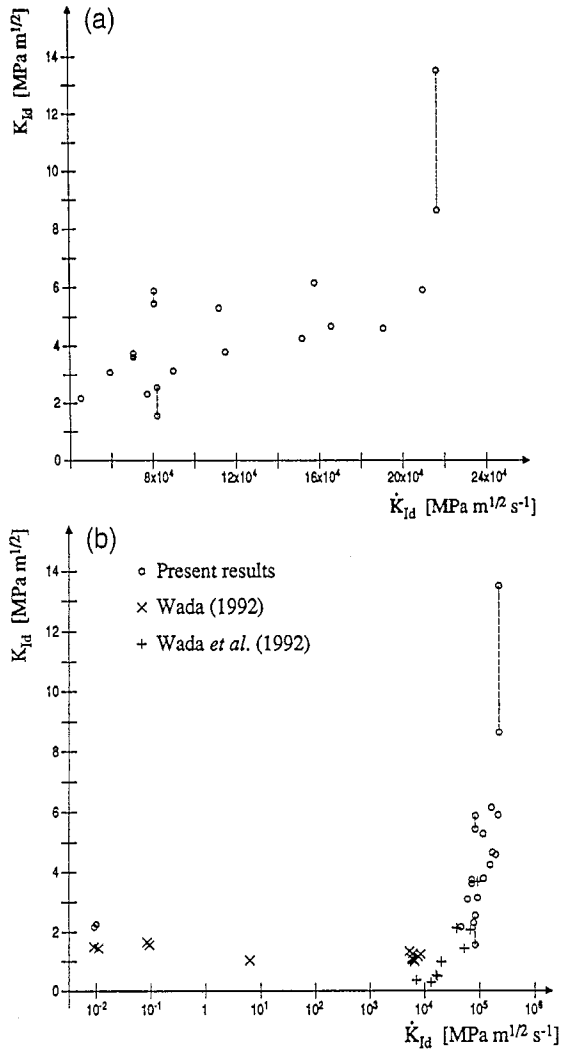 (a)
K_Id [MPa m^1/2]
14
12
10
8
6
4
2
0
8x10^4 12x10^4 16x10^4 20x10^4 24x10^4
K̇_Id [MPa m^1/2 s^-1]
(b)
K_Id [MPa m^1/2]
o Present results
× Wada (1992)
+ Wada et al. (1992)
14
12
10
8
6
4
2
0
10^-2 10^-1 1 10^1 10^2 10^3 10^4 10^5 10^6
K̇_Id [MPa m^1/2 s^-1]